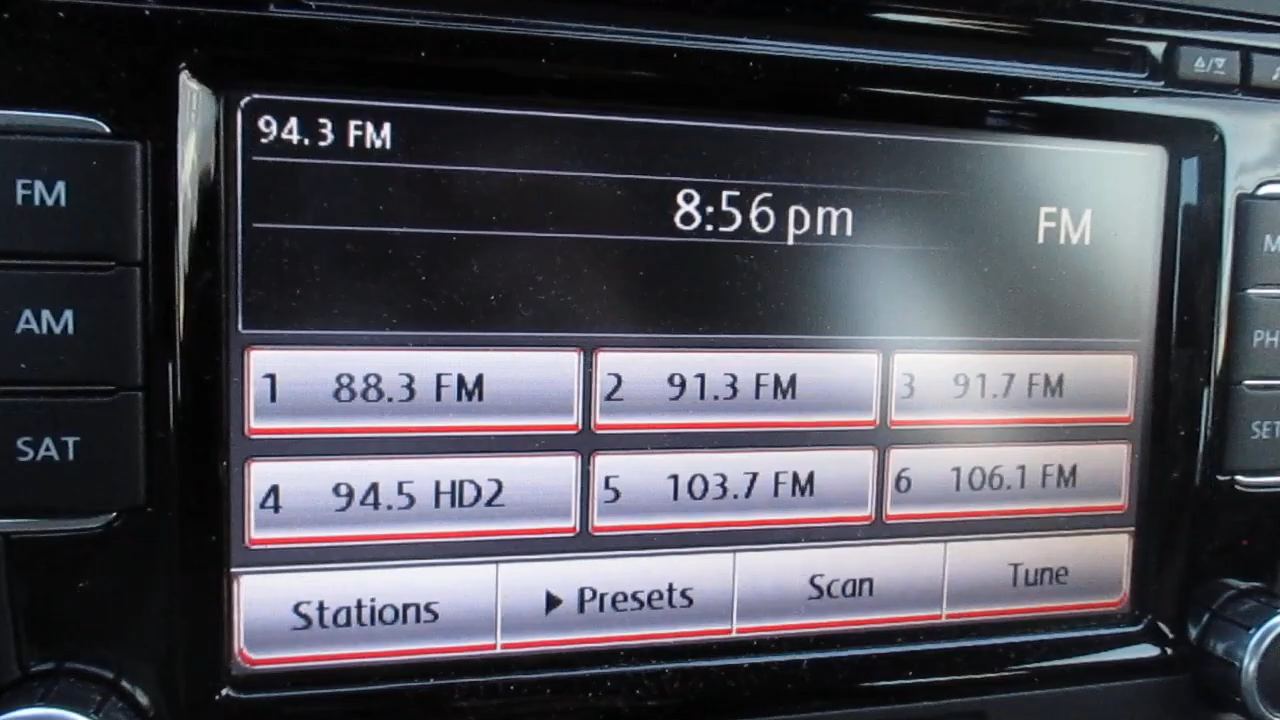 94.3 FM
8:56 pm
FM
FM
AM
SAT
1 88.3 FM
2 91.3 FM
3 91.7 FM
4 94.5 HD2
5 103.7 FM
6 106.1 FM
Stations
Presets
Scan
Tune